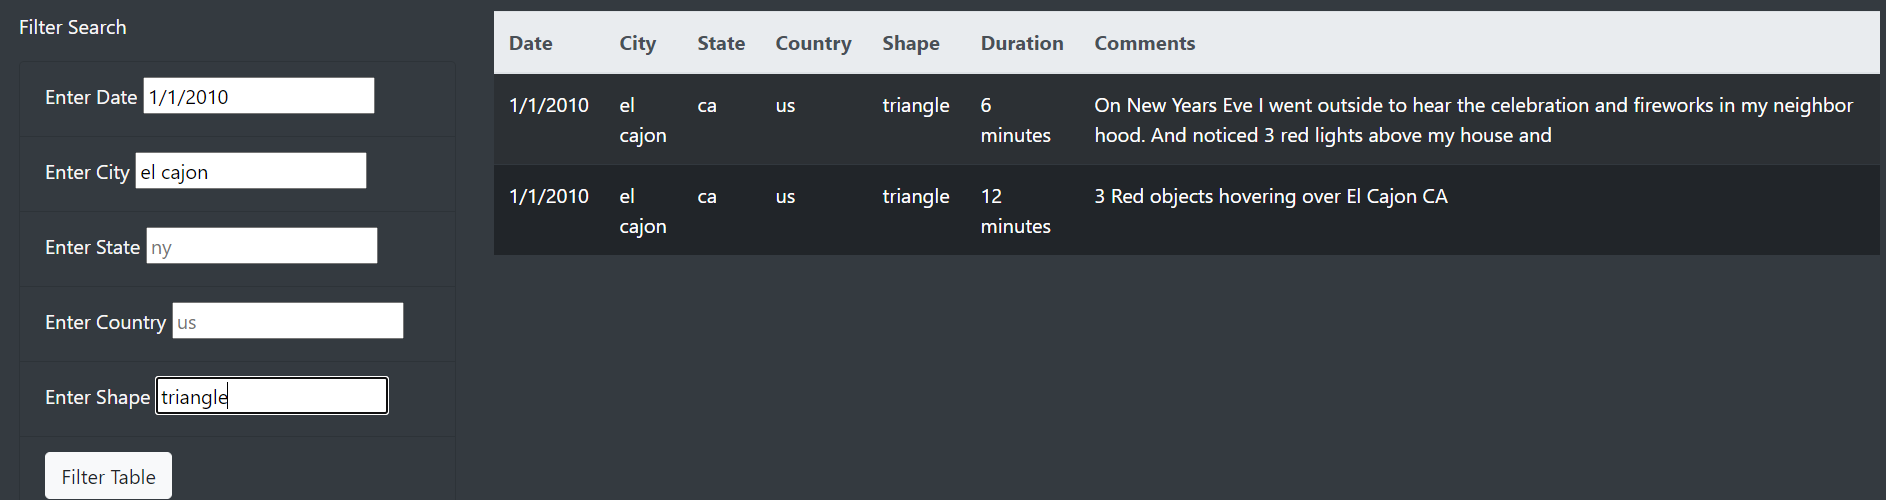 Filter Search
Enter Date 1/1/2010
Enter City el cajon
Enter State ny
Enter Country us
Enter Shape triangle
Filter Table
Date City State Country Shape Duration Comments
1/1/2010 el ca us triangle 6 On New Years Eve I went outside to hear the celebration and fireworks in my neighbor
cajon minutes hood. And noticed 3 red lights above my house and
1/1/2010 el ca us triangle 12 3 Red objects hovering over El Cajon CA
cajon minutes